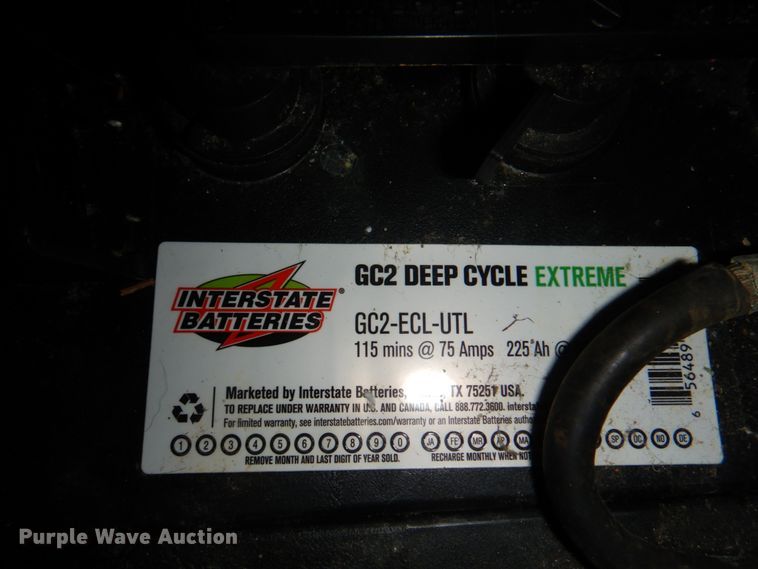 GC2 DEEP CYCLE EXTREME
INTERSTATE
BATTERIES®
GC2-ECL-UTL
115 mins @ 75 Amps 225 Ah @
Marketed by Interstate Batteries, TX 75251 USA.
TO REPLACE UNDER WARRANTY IN U.S. AND CANADA, CALL 888.772.3600.
For limited warranty, see interstatebatteries.com/warranty or an Interstate Batteries
1 2 3 4 5 6 7 8 9 0 JA FE MR AP MA SP OC NO DE
REMOVE MONTH AND LAST DIGIT OF YEAR SOLD. RECHARGE MONTHLY WHEN NOT
6 56489
Purple Wave Auction